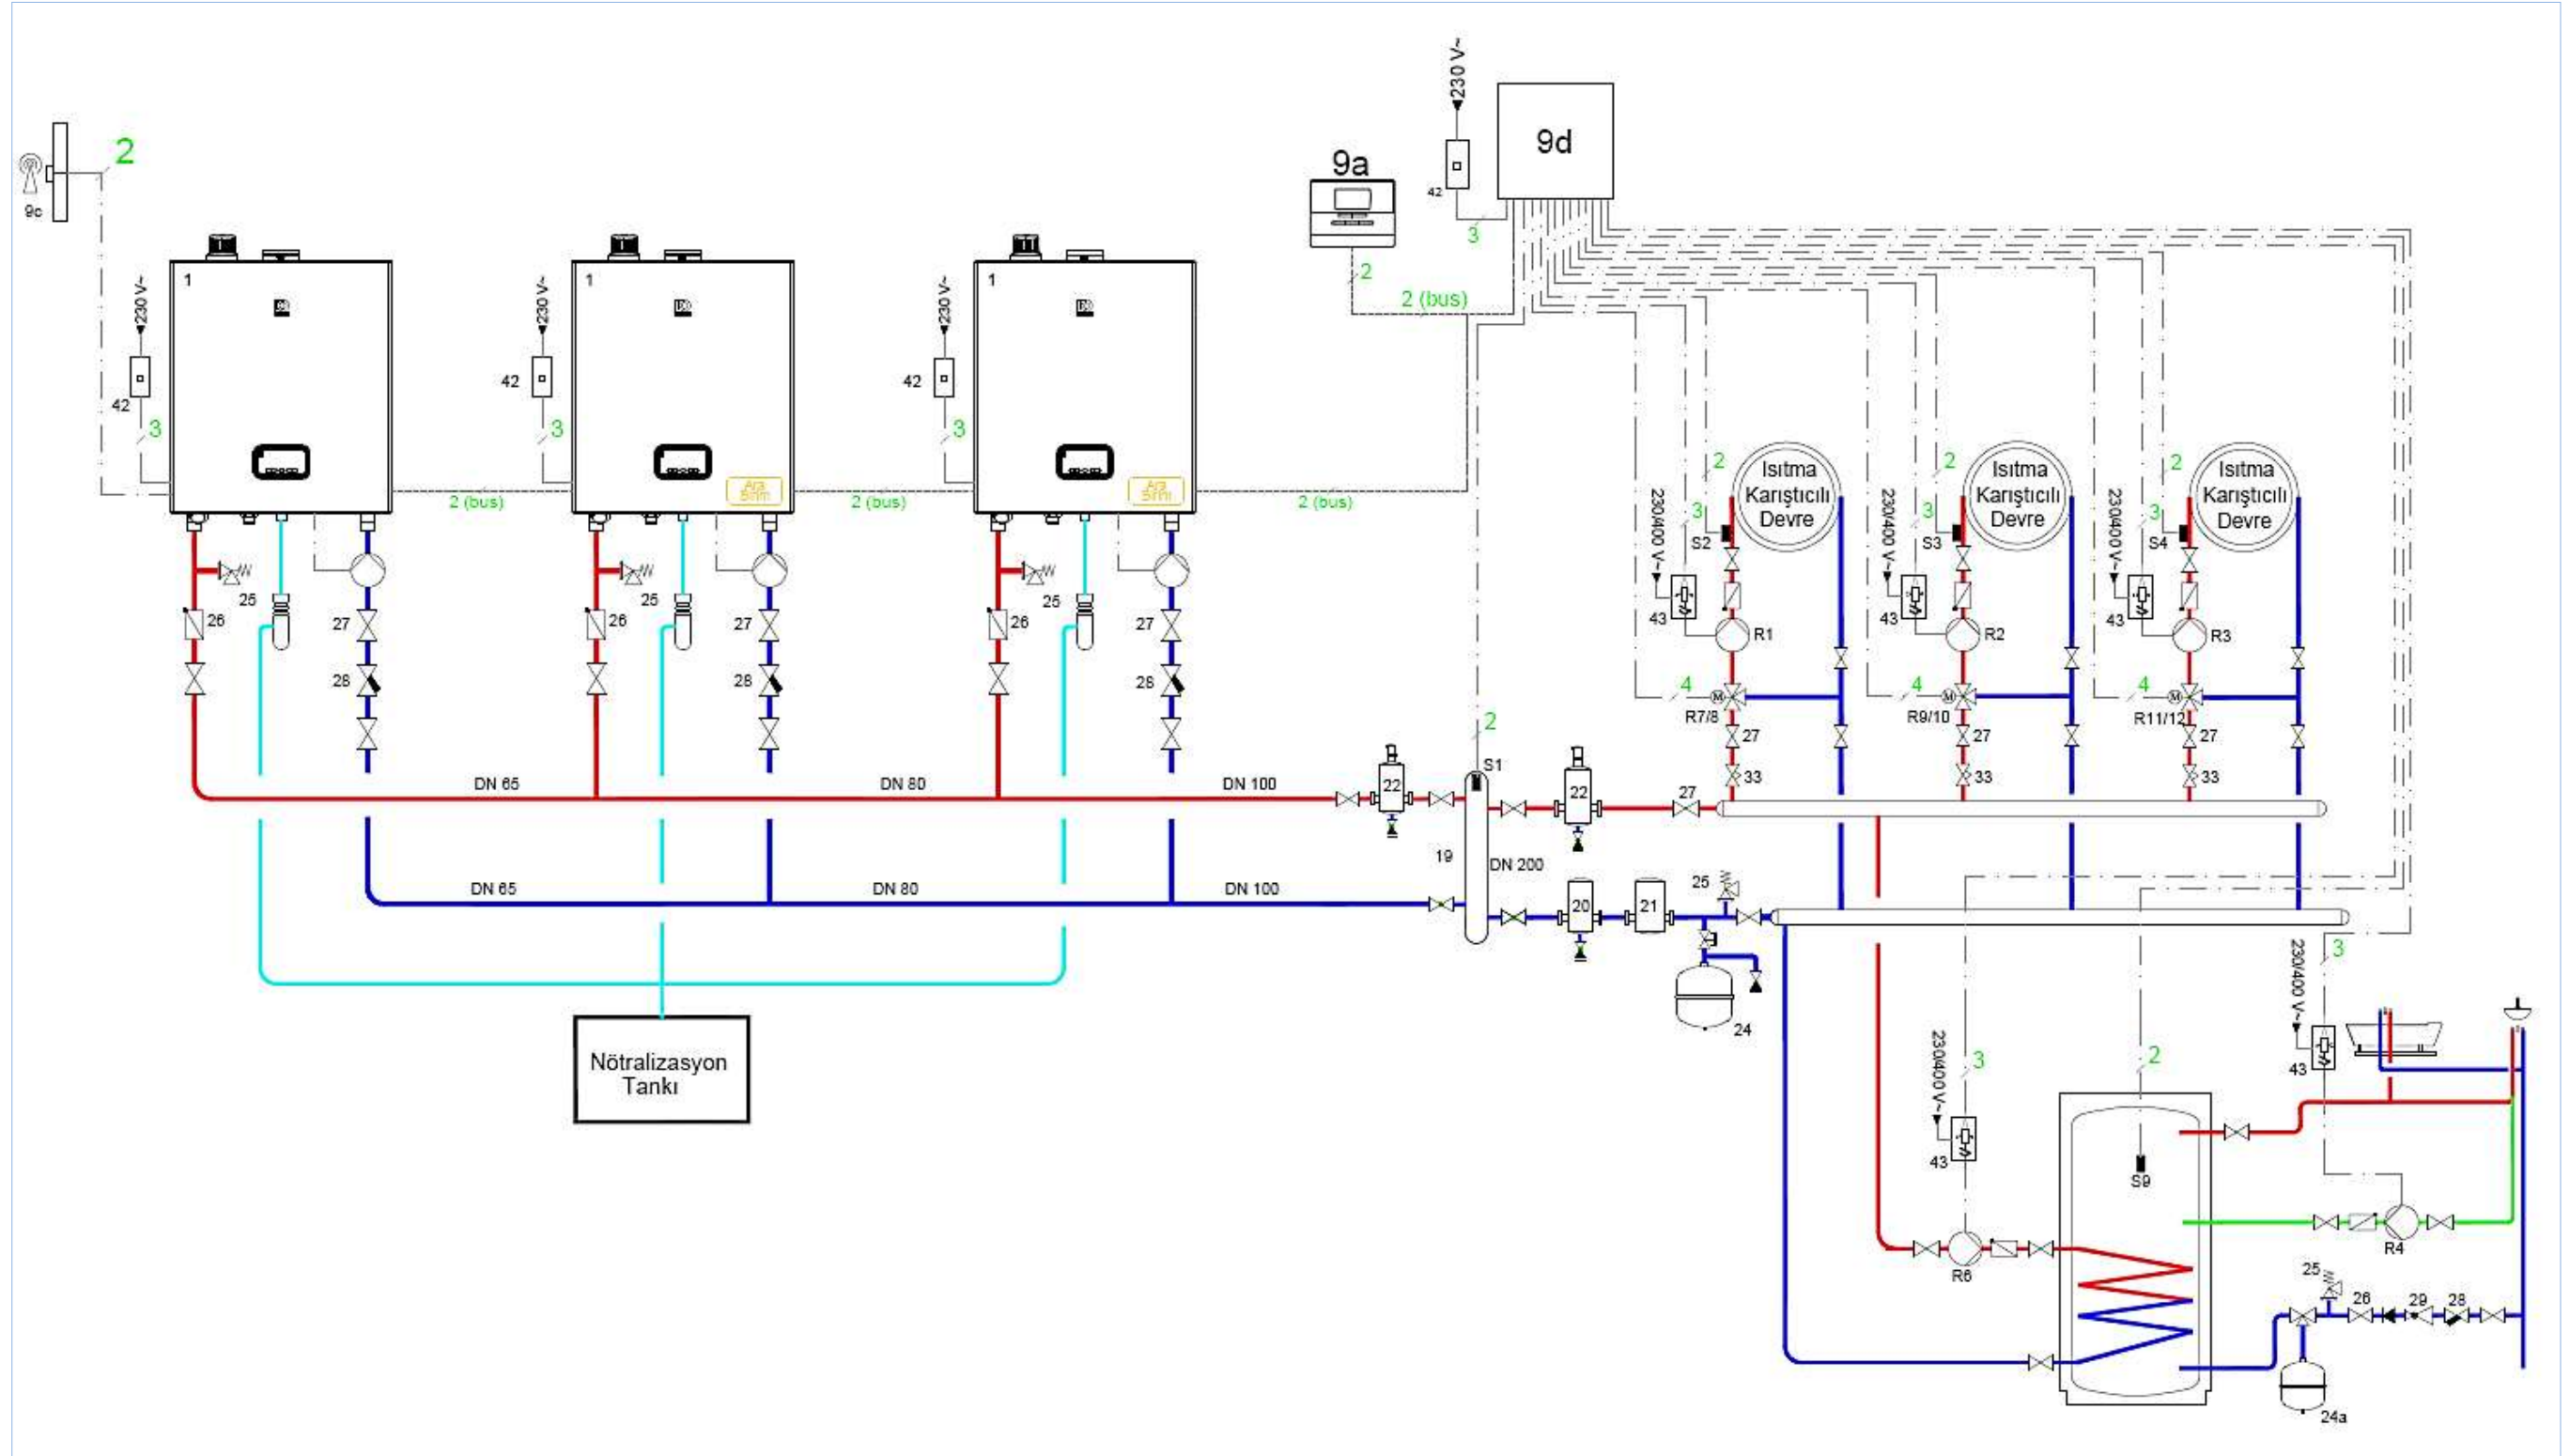 9c
2
230 V~
42
3
1
2 (bus)
230 V~
42
3
1
Ara
Birim
2 (bus)
230 V~
42
3
1
Ara
Birim
2 (bus)
9a
2
2 (bus)
230 V~
42
3
9d
25
26
27
28
25
26
27
28
25
26
27
28
DN 65
DN 80
DN 100
DN 65
DN 80
DN 100
Nötralizasyon
Tankı
22
2
S1
19
DN 200
22
27
20
21
25
24
2
3
230/400 V~
S2
43
R1
4
M
R7/8
27
33
Isıtma
Karıştıcılı
Devre
2
3
230/400 V~
S3
43
R2
4
M
R9/10
27
33
Isıtma
Karıştıcılı
Devre
2
3
230/400 V~
S4
43
R3
4
M
R11/12
27
33
Isıtma
Karıştıcılı
Devre
3
230/400 V~
43
R6
2
S9
3
230/400 V~
43
R4
25
26
29
28
24a